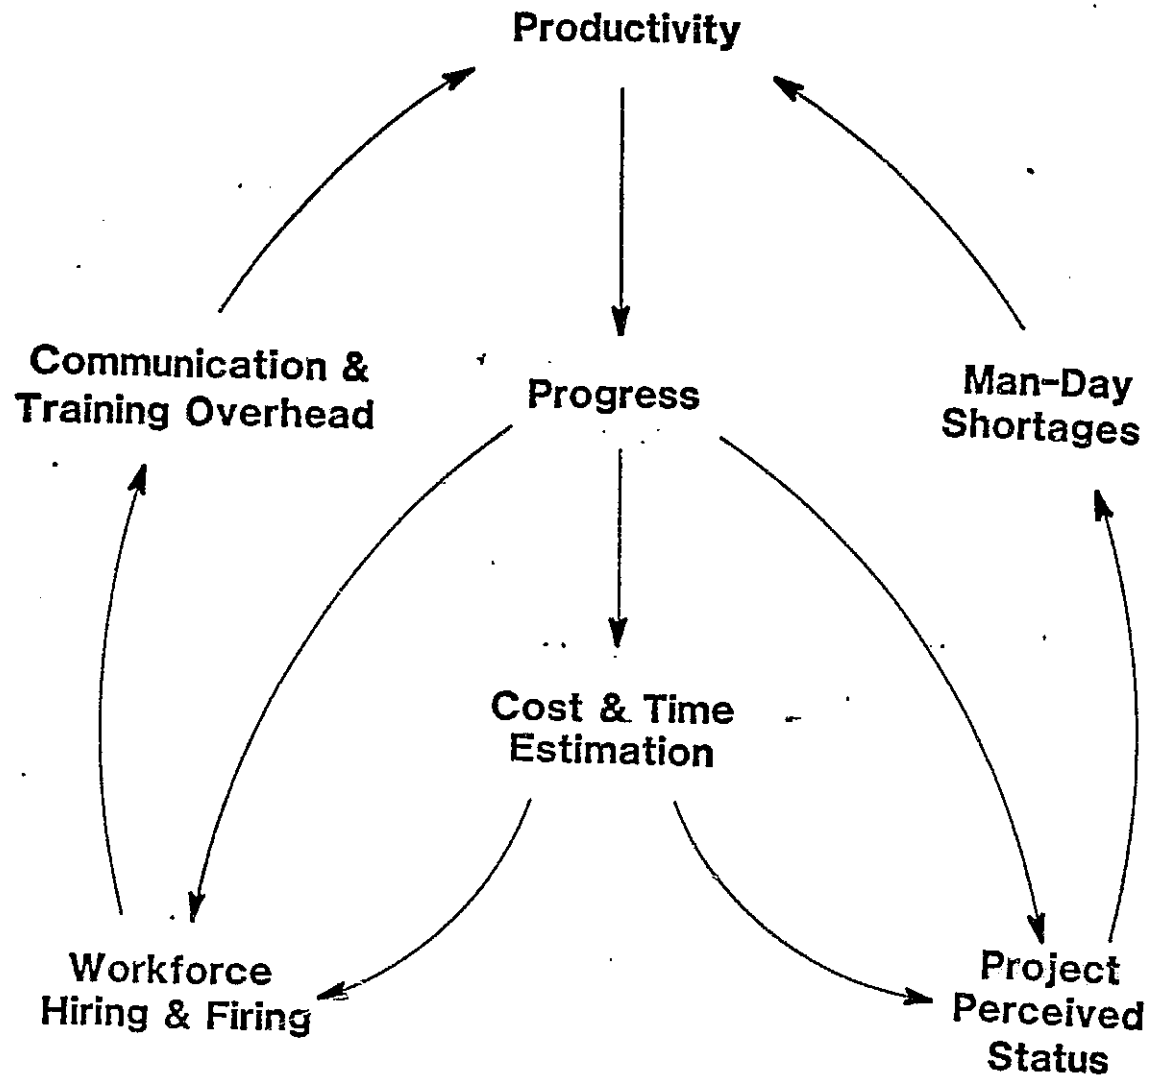 Productivity
Communication &
Training Overhead
Progress
Man-Day
Shortages
Cost & Time
Estimation
Workforce
Hiring & Firing
Project
Perceived
Status